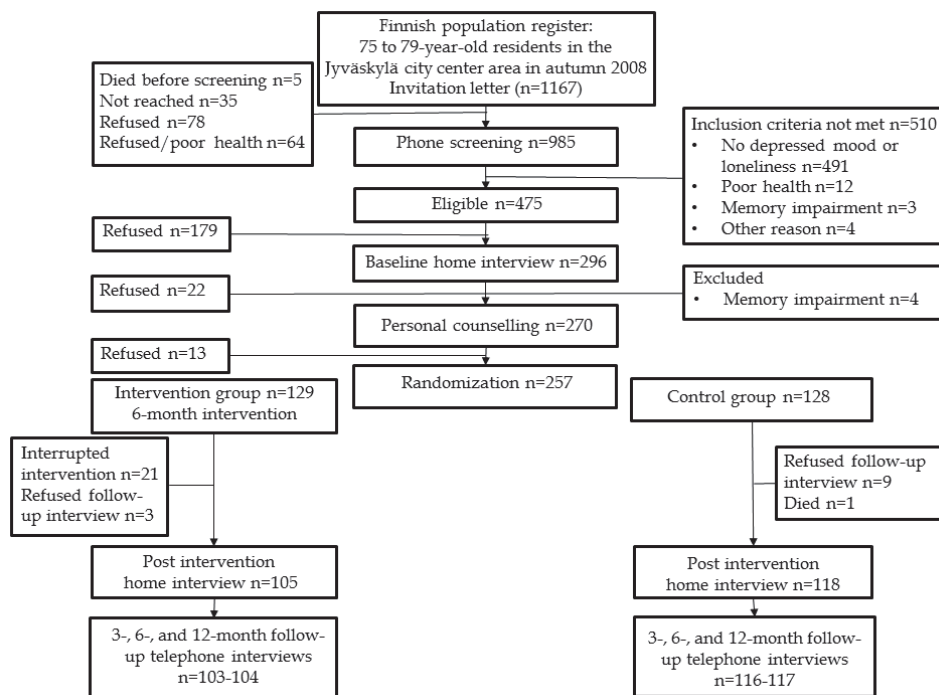 Finnish population register:
75 to 79-year-old residents in the
Jyväskylä city center area in autumn 2008
Invitation letter (n=1167)
Died before screening n=5
Not reached n=35
Refused n=78
Refused/poor health n=64
Phone screening n=985
Inclusion criteria not met n=510
• No depressed mood or
loneliness n=491
• Poor health n=12
• Memory impairment n=3
• Other reason n=4
Eligible n=475
Refused n=179
Baseline home interview n=296
Refused n=22
Excluded
• Memory impairment n=4
Personal counselling n=270
Refused n=13
Randomization n=257
Intervention group n=129
6-month intervention
Control group n=128
Interrupted
intervention n=21
Refused follow-
up interview n=3
Refused follow-up
interview n=9
Died n=1
Post intervention
home interview n=105
Post intervention
home interview n=118
3-, 6-, and 12-month follow-
up telephone interviews
n=103-104
3-, 6-, and 12-month follow-
up telephone interviews
n=116-117